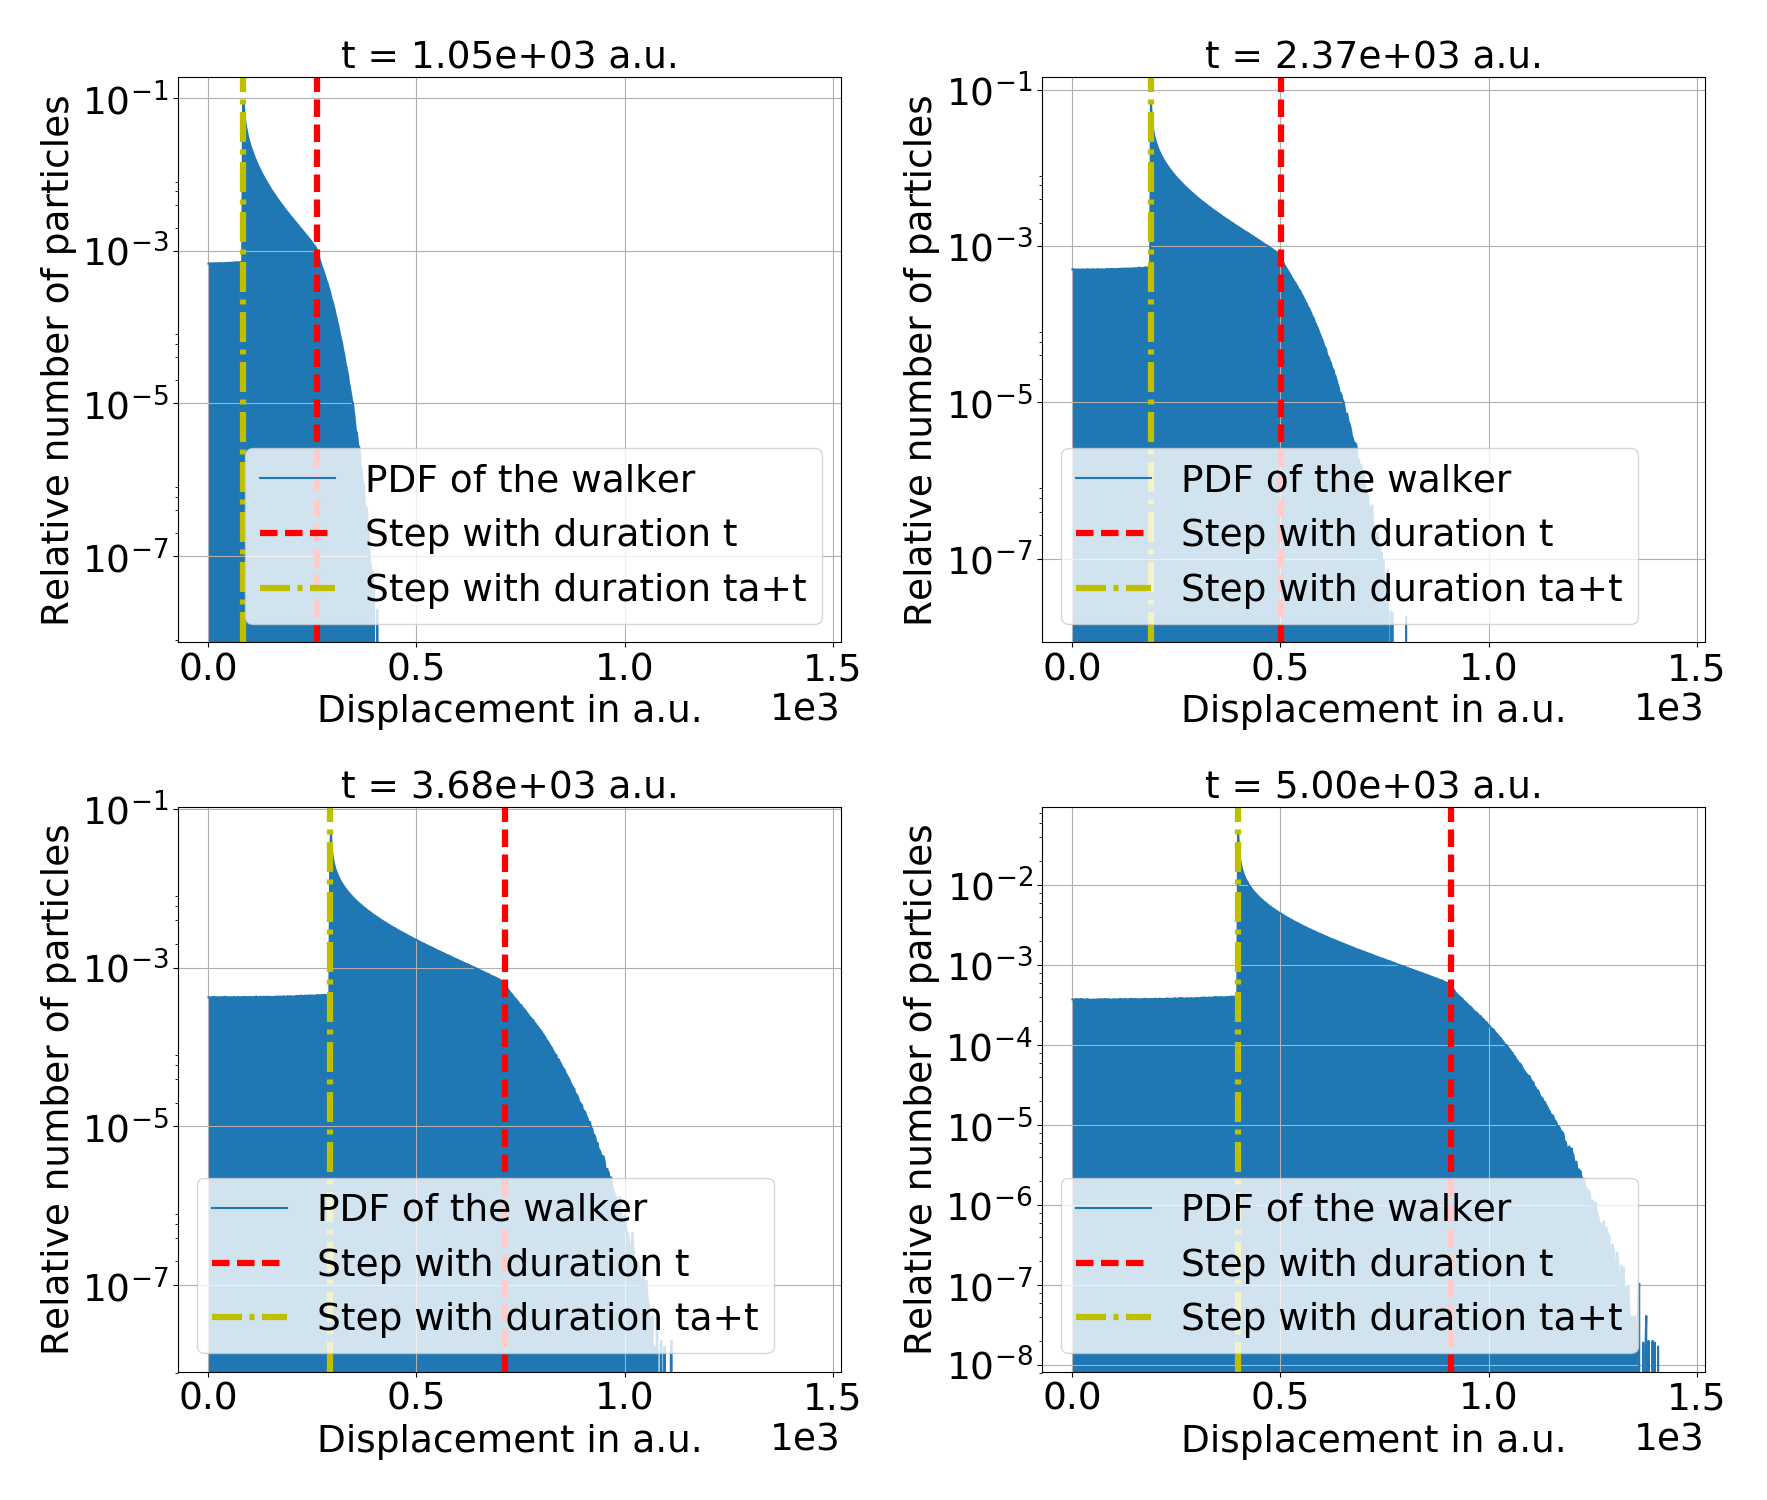 t = 1.05e+03 a.u.
Relative number of particles
10⁻¹
10⁻³
10⁻⁵
10⁻⁷
PDF of the walker
Step with duration t
Step with duration ta+t
0.0 0.5 1.0 1.5
Displacement in a.u.
1e3
t = 2.37e+03 a.u.
Relative number of particles
10⁻¹
10⁻³
10⁻⁵
10⁻⁷
PDF of the walker
Step with duration t
Step with duration ta+t
0.0 0.5 1.0 1.5
Displacement in a.u.
1e3
t = 3.68e+03 a.u.
Relative number of particles
10⁻¹
10⁻³
10⁻⁵
10⁻⁷
PDF of the walker
Step with duration t
Step with duration ta+t
0.0 0.5 1.0 1.5
Displacement in a.u.
1e3
t = 5.00e+03 a.u.
Relative number of particles
10⁻²
10⁻³
10⁻⁴
10⁻⁵
10⁻⁶
10⁻⁷
10⁻⁸
PDF of the walker
Step with duration t
Step with duration ta+t
0.0 0.5 1.0 1.5
Displacement in a.u.
1e3